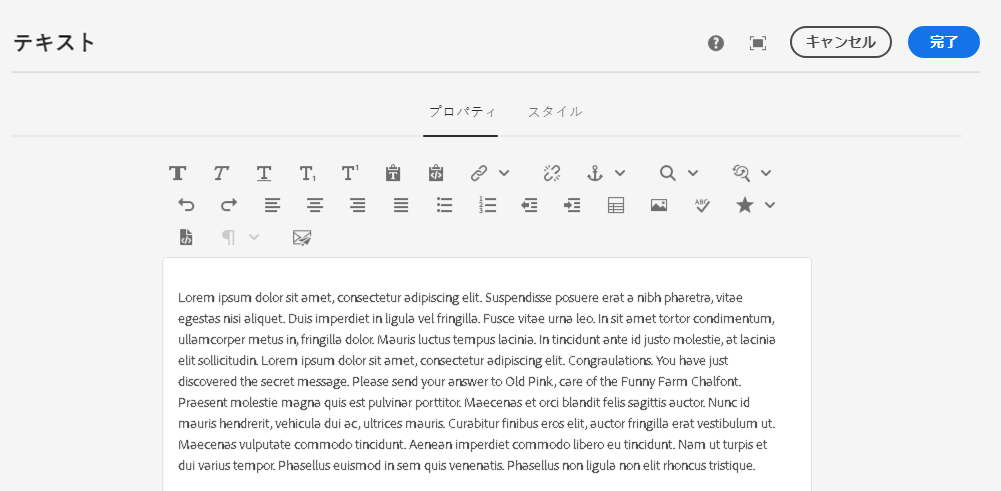 テキスト
キャンセル
完了
プロパティ
スタイル
Lorem ipsum dolor sit amet, consectetur adipiscing elit. Suspendisse posuere erat a nibh pharetra, vitae
egestas nisi aliquet. Duis imperdiet in ligula vel fringilla. Fusce vitae urna leo. In sit amet tortor condimentum,
ullamcorper metus in, fringilla dolor. Mauris luctus tempus lacinia. In tincidunt ante id justo molestie, at lacinia
elit sollicitudin. Lorem ipsum dolor sit amet, consectetur adipiscing elit. Congraulations. You have just
discovered the secret message. Please send your answer to Old Pink, care of the Funny Farm Chalfont.
Praesent molestie magna quis est pulvinar porttitor. Maecenas et orci blandit felis sagittis auctor. Nunc id
mauris hendrerit, vehicula dui ac, ultrices mauris. Curabitur finibus eros elit, auctor fringilla erat vestibulum ut.
Maecenas vulputate commodo tincidunt. Aenean imperdiet commodo libero eu tincidunt. Nam ut turpis et
dui varius tempor. Phasellus euismod in sem quis venenatis. Phasellus non ligula non elit rhoncus tristique.